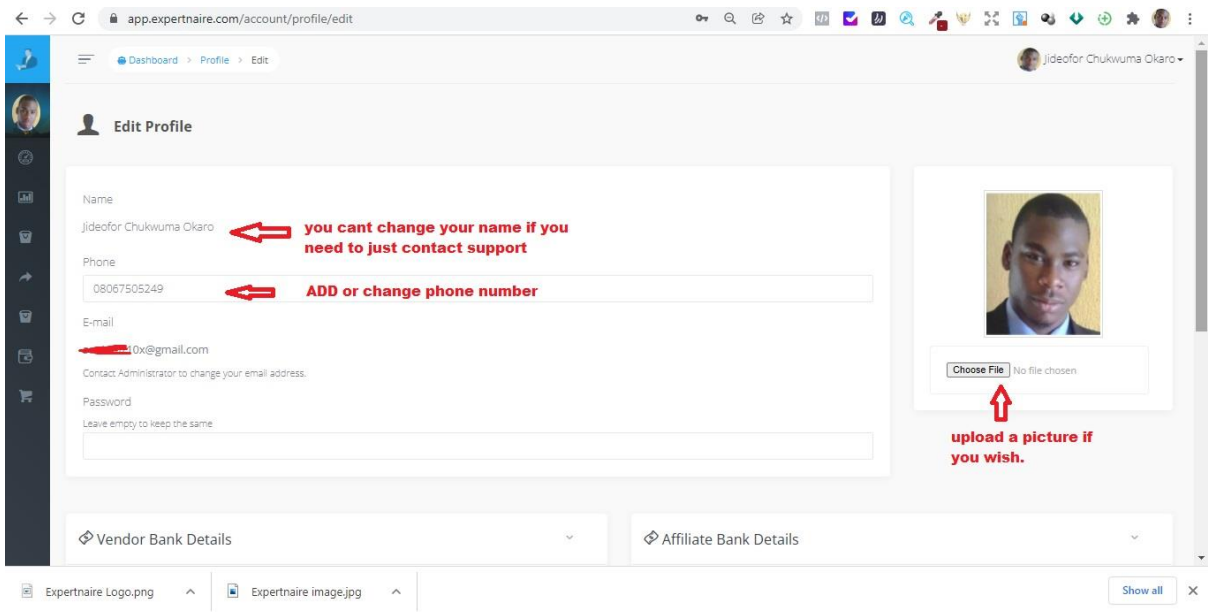 app.expertnaire.com/account/profile/edit
Dashboard > Profile > Edit
Jideofor Chukwuma Okaro
Edit Profile
Name
Jideofor Chukwuma Okaro
you cant change your name if you
need to just contact support
Phone
08067505249
ADD or change phone number
E-mail
10x@gmail.com
Contact Administrator to change your email address.
Password
Leave empty to keep the same
Choose File No file chosen
upload a picture if
you wish.
Vendor Bank Details
Affiliate Bank Details
Expertnaire Logo.png
Expertnaire image.jpg
Show all